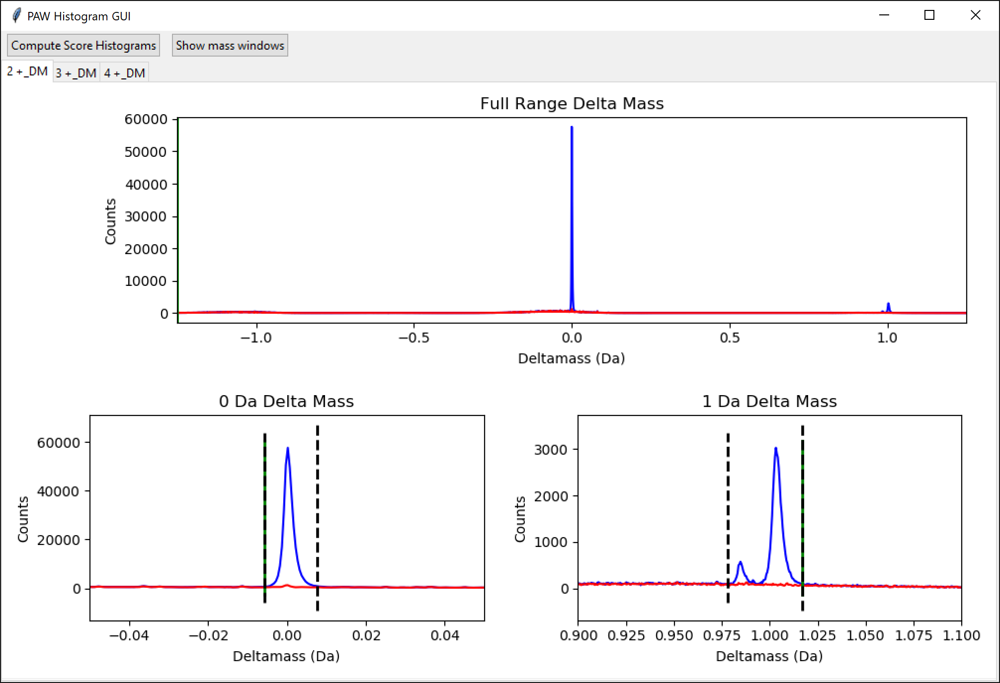 PAW Histogram GUI
Compute Score Histograms Show mass windows
2 +_DM 3 +_DM 4 +_DM
Full Range Delta Mass
60000
50000
40000
30000
20000
10000
0
Counts
−1.0 −0.5 0.0 0.5 1.0
Deltamass (Da)
0 Da Delta Mass
60000
40000
20000
0
Counts
−0.04 −0.02 0.00 0.02 0.04
Deltamass (Da)
1 Da Delta Mass
3000
2000
1000
0
Counts
0.900 0.925 0.950 0.975 1.000 1.025 1.050 1.075 1.100
Deltamass (Da)